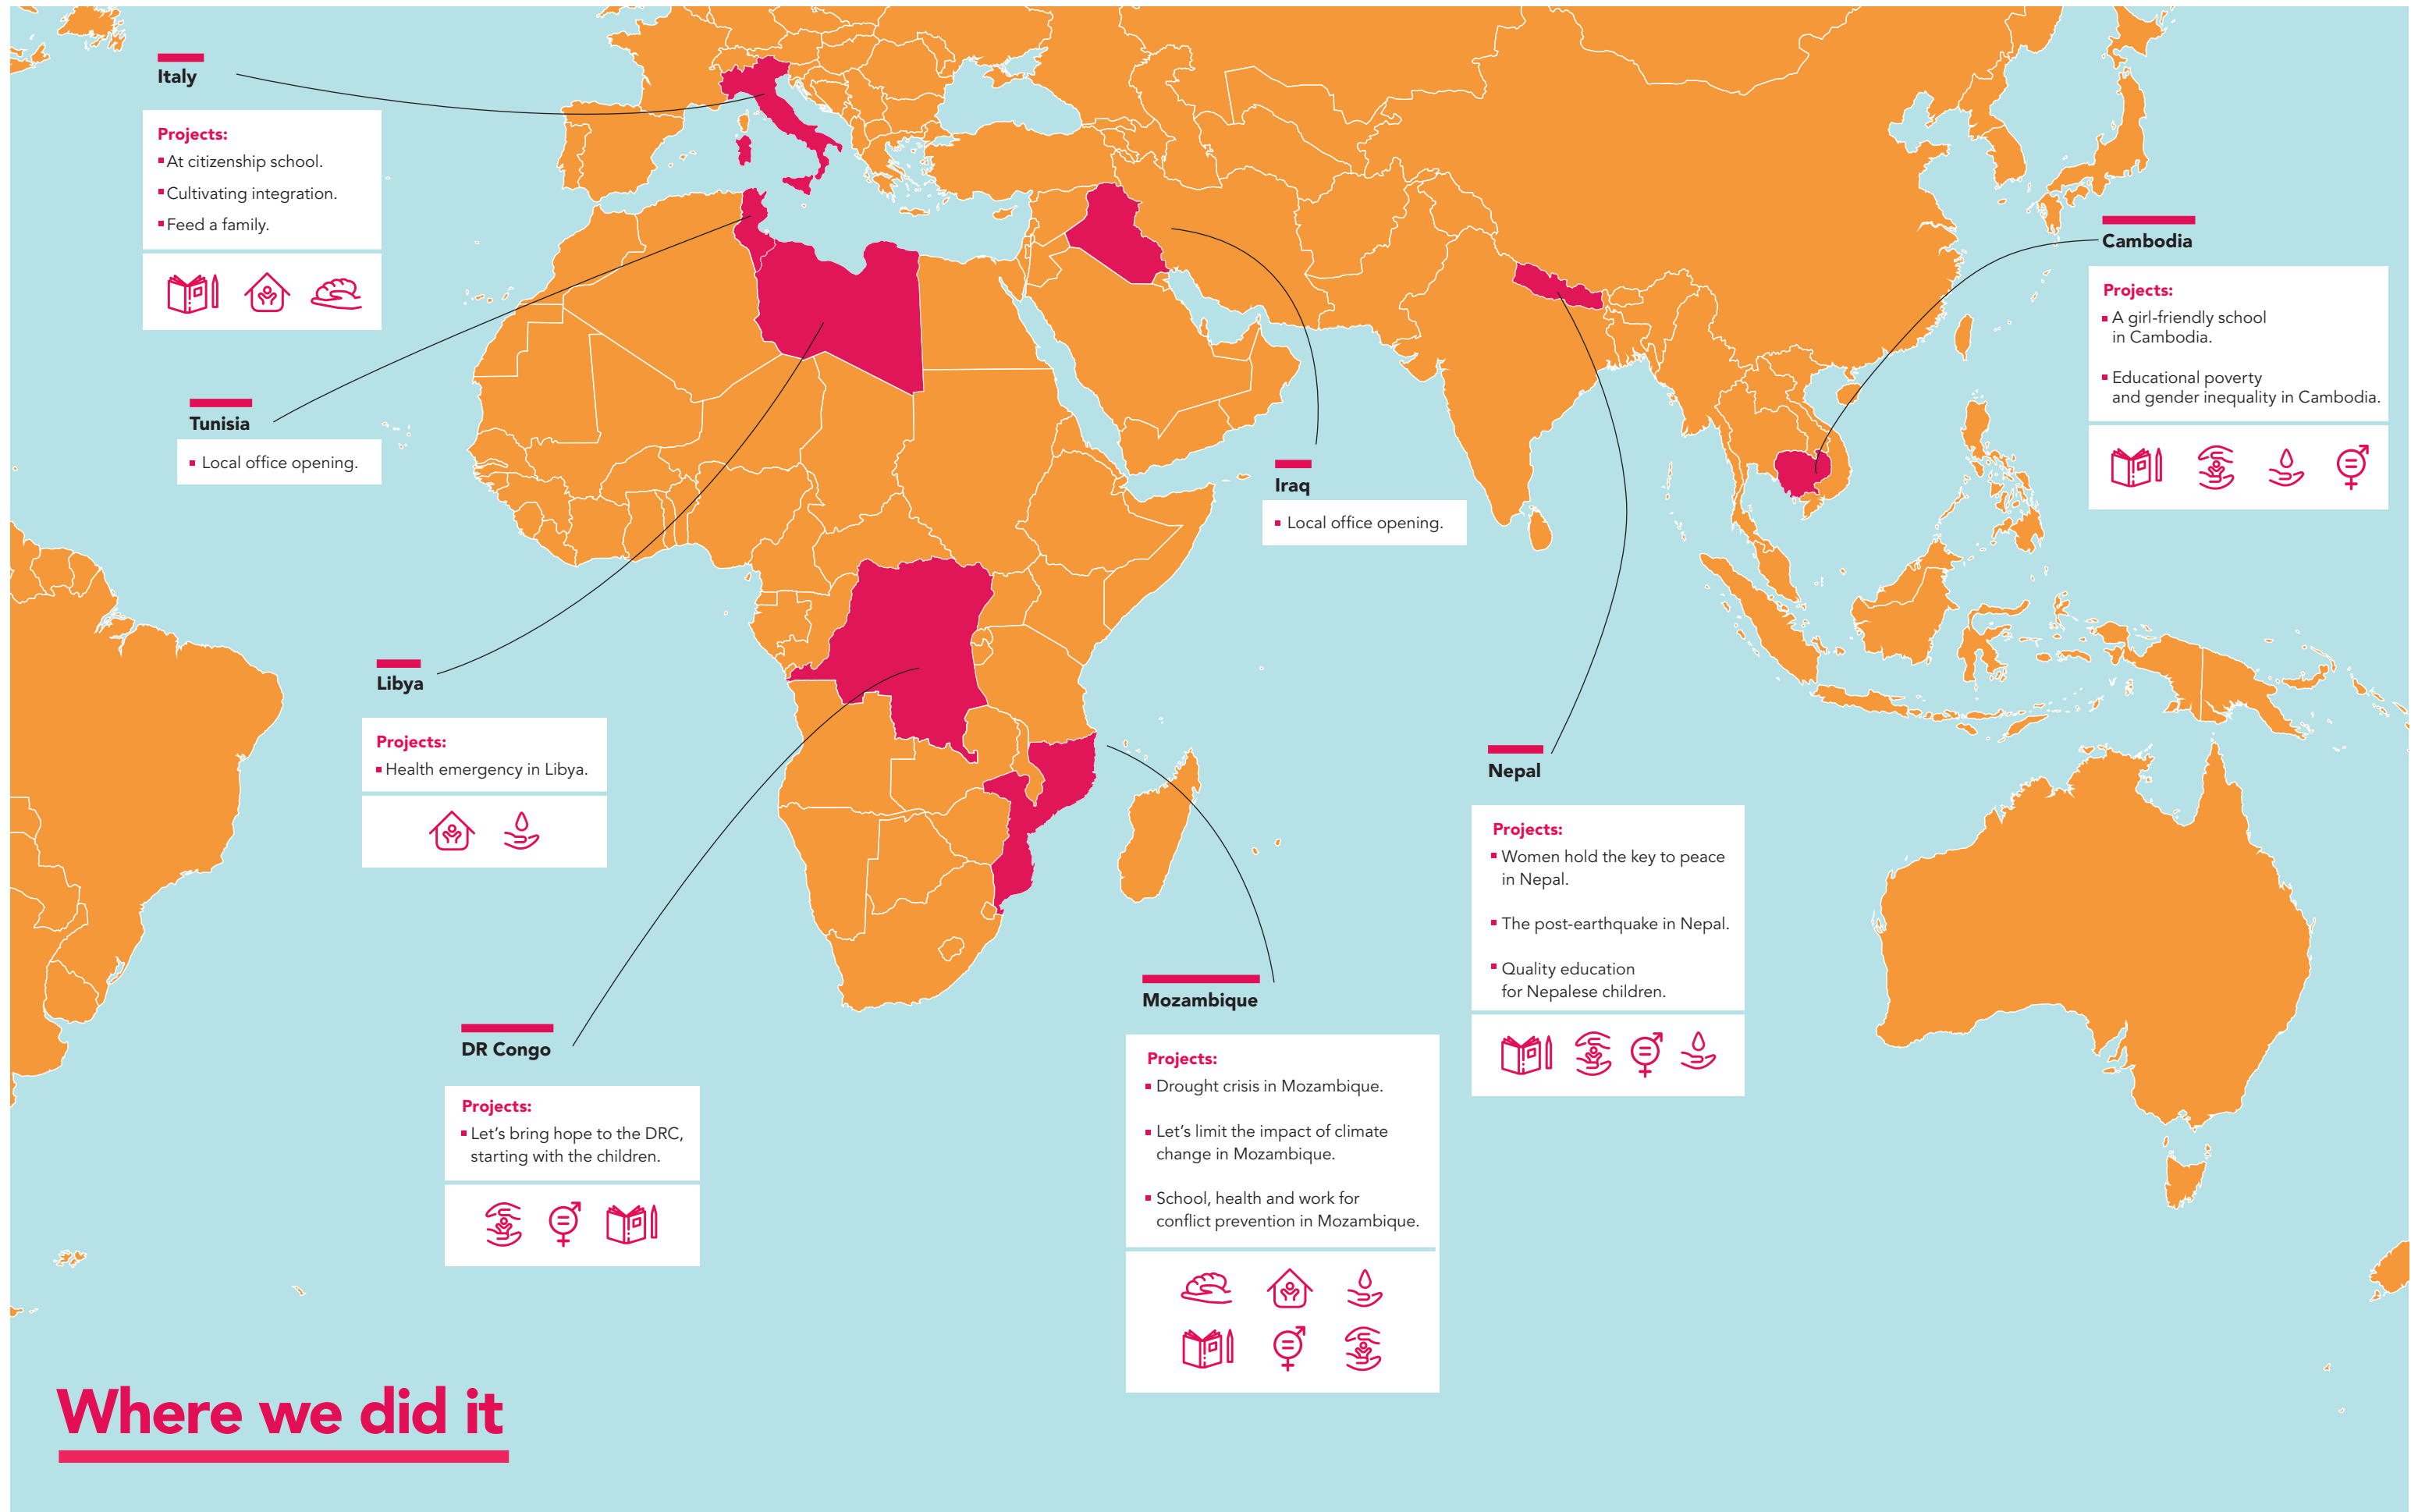 Italy
Projects:
At citizenship school.
Cultivating integration.
Feed a family.
Tunisia
Local office opening.
Libya
Projects:
Health emergency in Libya.
DR Congo
Projects:
Let's bring hope to the DRC,
starting with the children.
Mozambique
Projects:
Drought crisis in Mozambique.
Let's limit the impact of climate
change in Mozambique.
School, health and work for
conflict prevention in Mozambique.
Iraq
Local office opening.
Nepal
Projects:
Women hold the key to peace
in Nepal.
The post-earthquake in Nepal.
Quality education
for Nepalese children.
Cambodia
Projects:
A girl-friendly school
in Cambodia.
Educational poverty
and gender inequality in Cambodia.
Where we did it